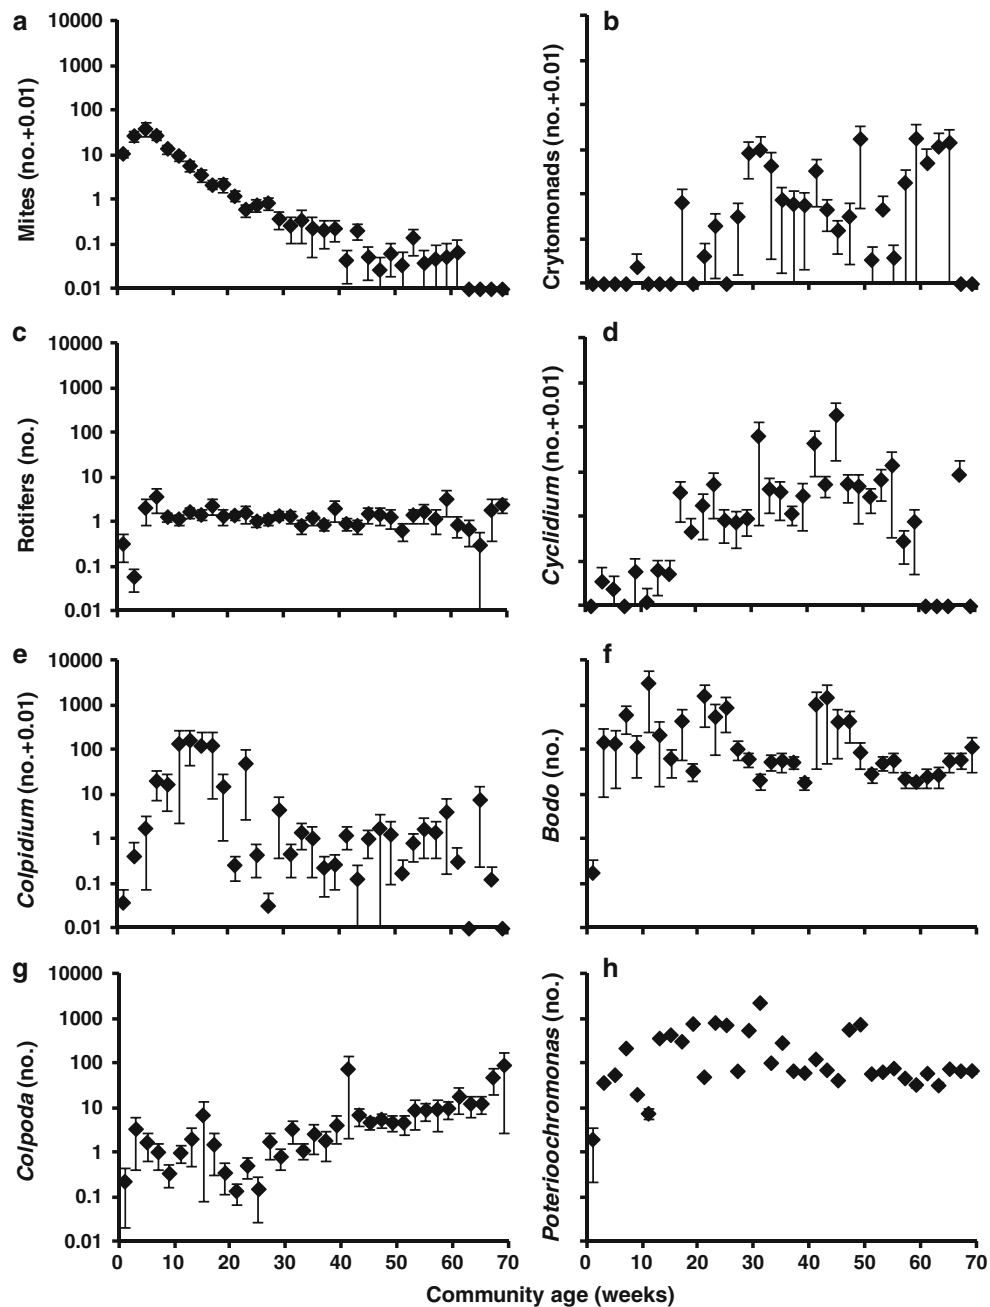 a
10000
1000
100
10
1
0.1
0.01
Mites (no.+0.01)
b
Crytomonads (no.+0.01)
c
10000
1000
100
10
1
0.1
0.01
Rotifers (no.)
d
Cyclidium (no.+0.01)
e
10000
1000
100
10
1
0.1
0.01
Colpidium (no.+0.01)
f
Bodo (no.)
g
10000
1000
100
10
1
0.1
0.01
Colpoda (no.)
0 10 20 30 40 50 60 70
h
Poterioochromonas (no.)
0 10 20 30 40 50 60 70
Community age (weeks)